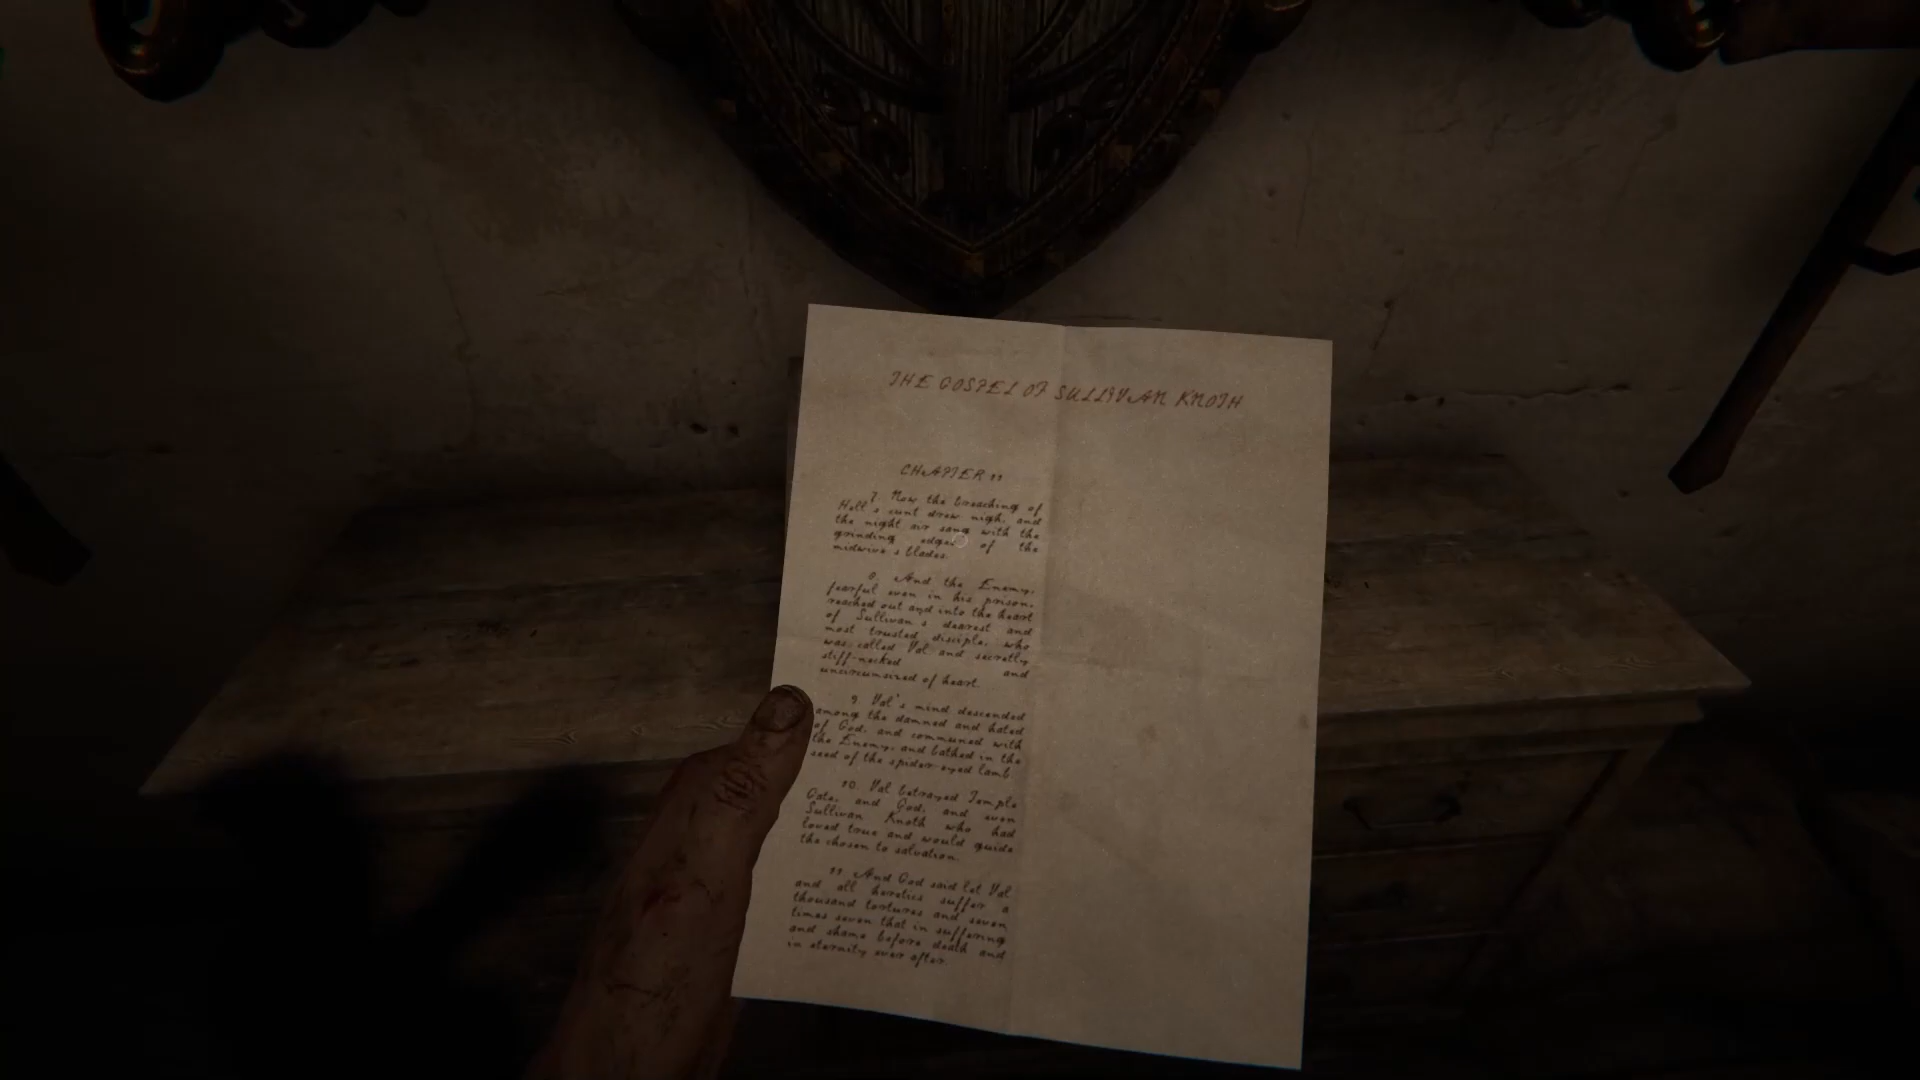 THE GOSPEL OF SULLIVAN KNOTH
CHAPTER 11
7. Now the breaching of
Hell's cunt drew nigh, and
the night air sang with the
grinding edges of the
midwive's blades.
8. And the Enemy,
fearful even in his prison,
reached out and into the heart
of Sullivan's dearest and
most trusted disciple, who
was called Val and secretly
stiff-necked and
uncircumsized of heart.
9. Val's mind descended
among the damned and hated
of God, and communed with
the Enemy, and bathed in the
seed of the spider-eyed lamb.
10. Val betrayed Temple
Gate, and God, and even
Sullivan Knoth who had
loved true and would guide
the chosen to salvation.
11. And God said let Val
and all heretics suffer a
thousand tortures and seven
times seven that in suffering
and shame before death and
in eternity ever after.